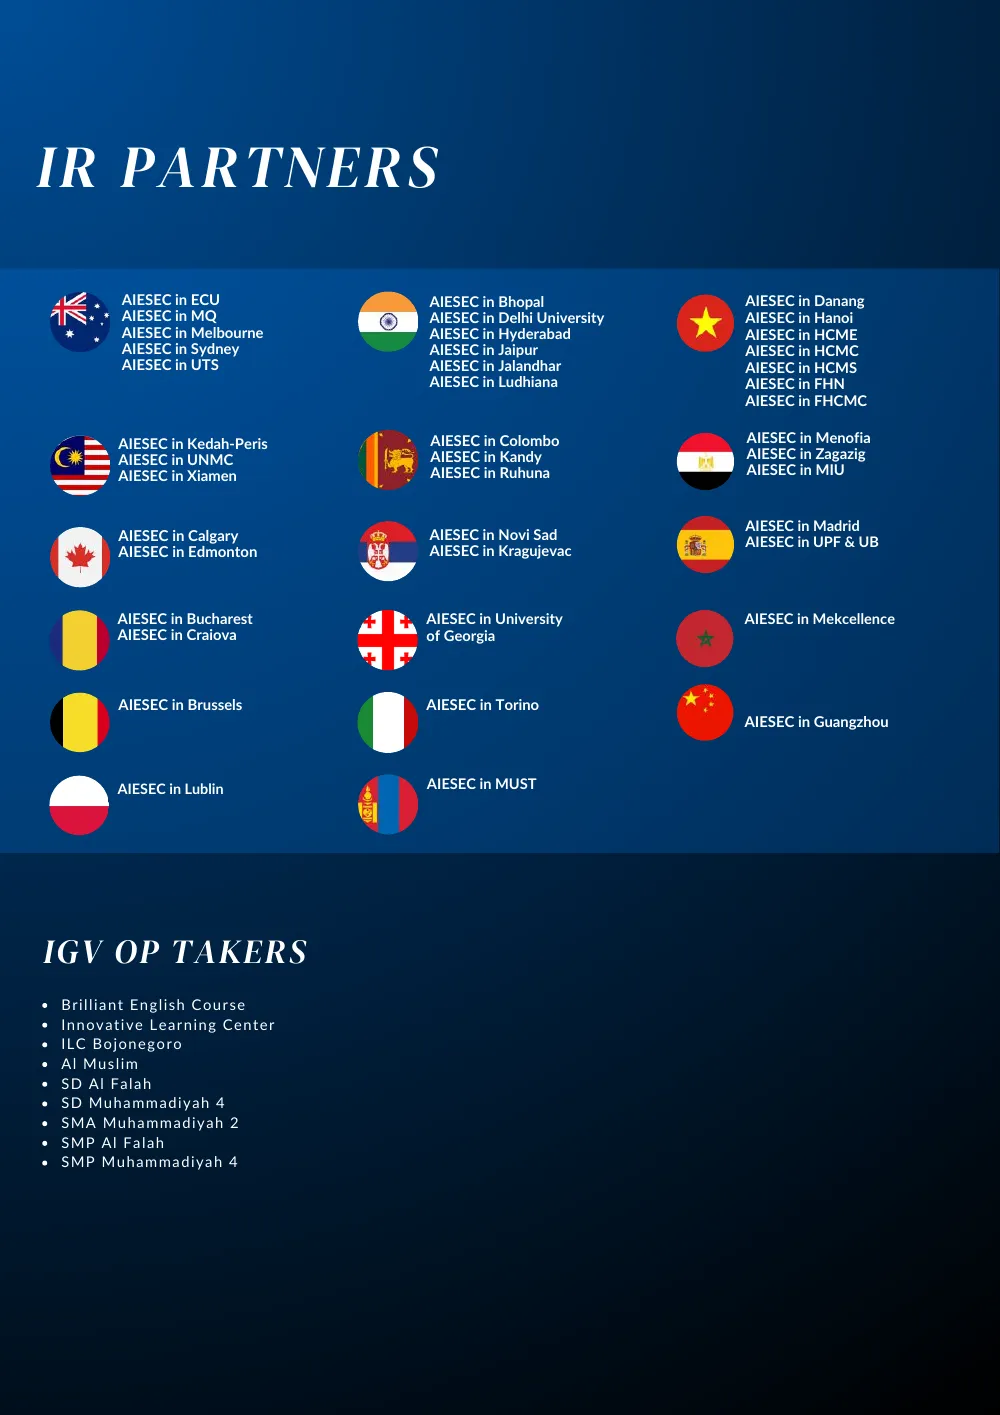 IR PARTNERS
AIESEC in ECU
AIESEC in MQ
AIESEC in Melbourne
AIESEC in Sydney
AIESEC in UTS
AIESEC in Bhopal
AIESEC in Delhi University
AIESEC in Hyderabad
AIESEC in Jaipur
AIESEC in Jalandhar
AIESEC in Ludhiana
AIESEC in Danang
AIESEC in Hanoi
AIESEC in HCME
AIESEC in HCMC
AIESEC in HCMS
AIESEC in FHN
AIESEC in FHCMC
AIESEC in Kedah-Peris
AIESEC in UNMC
AIESEC in Xiamen
AIESEC in Colombo
AIESEC in Kandy
AIESEC in Ruhuna
AIESEC in Menofia
AIESEC in Zagazig
AIESEC in MIU
AIESEC in Calgary
AIESEC in Edmonton
AIESEC in Novi Sad
AIESEC in Kragujevac
AIESEC in Madrid
AIESEC in UPF & UB
AIESEC in Bucharest
AIESEC in Craiova
AIESEC in University
of Georgia
AIESEC in Mekcellence
AIESEC in Brussels
AIESEC in Torino
AIESEC in Guangzhou
AIESEC in Lublin
AIESEC in MUST
IGV OP TAKERS
• Brilliant English Course
• Innovative Learning Center
• ILC Bojonegoro
• Al Muslim
• SD Al Falah
• SD Muhammadiyah 4
• SMA Muhammadiyah 2
• SMP Al Falah
• SMP Muhammadiyah 4